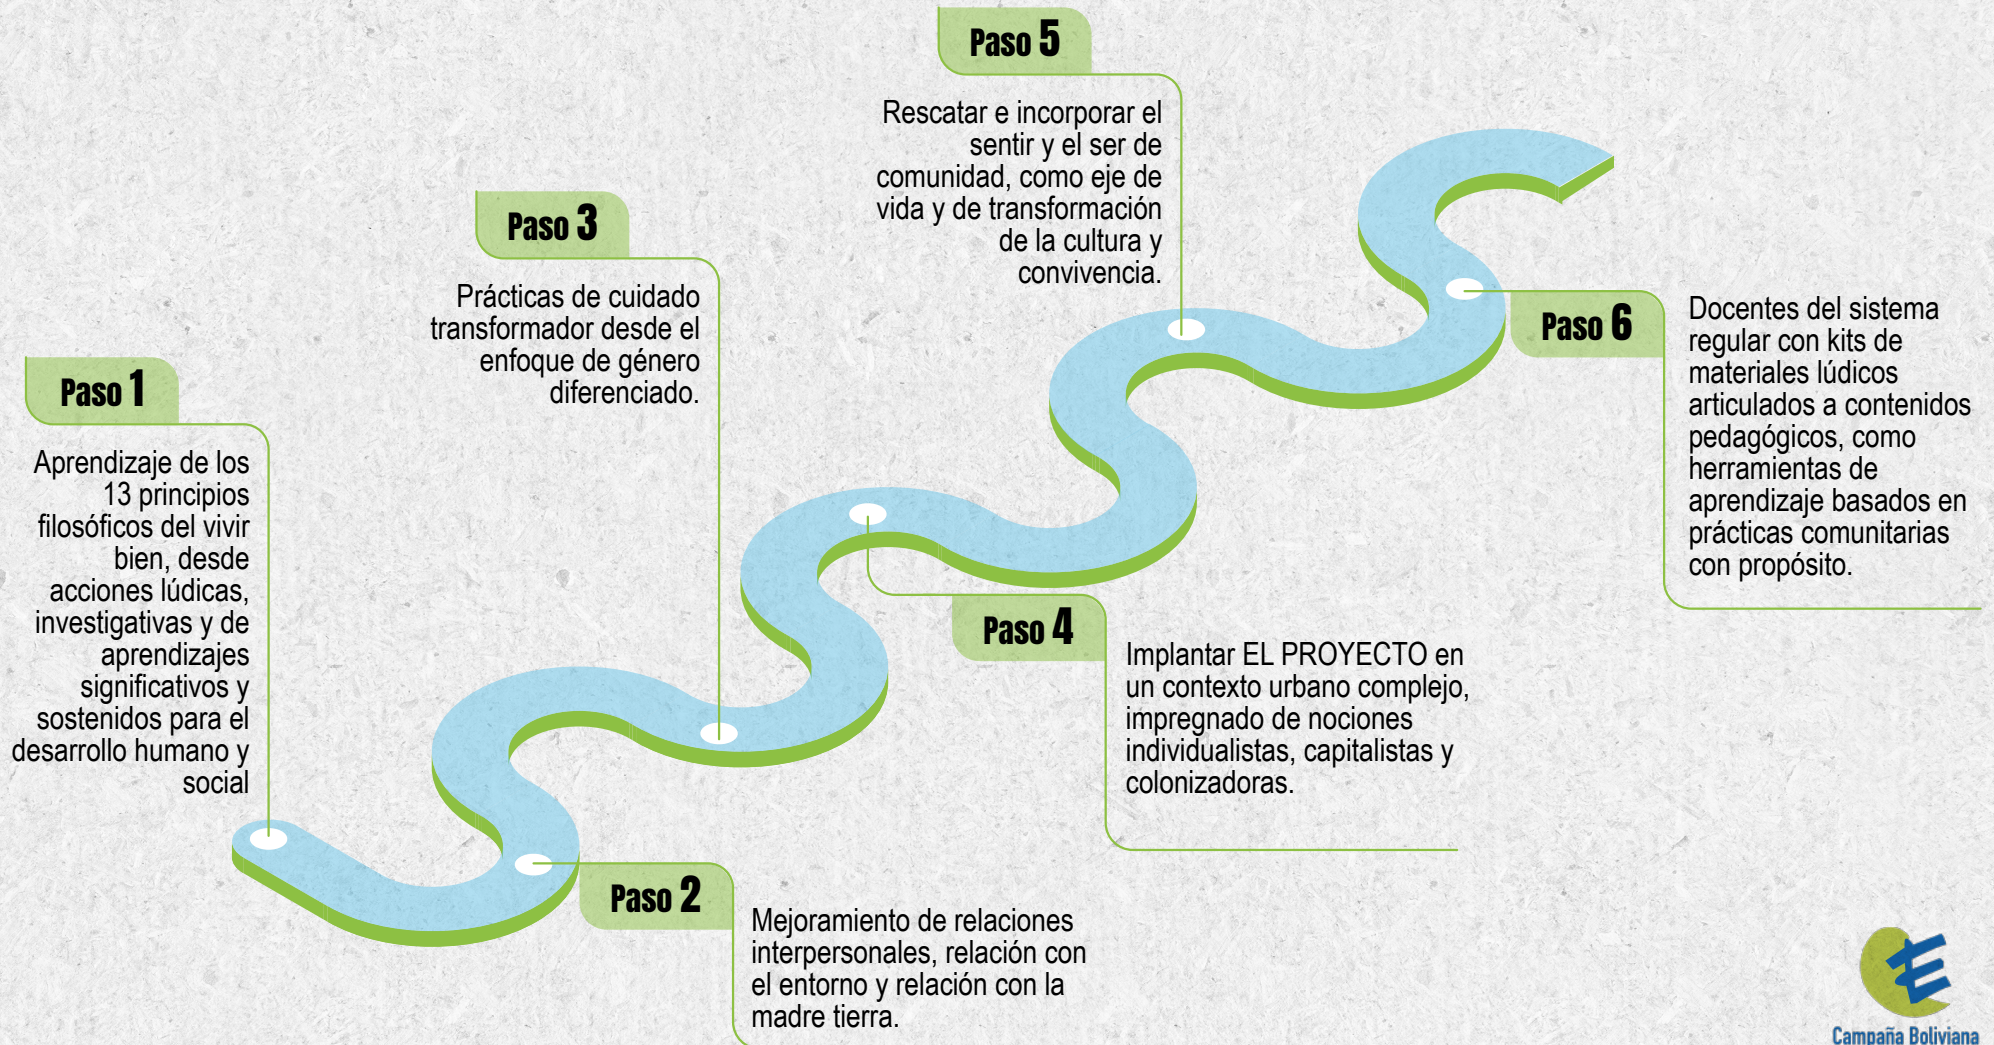 Paso 1
Aprendizaje de los
13 principios
filosóficos del vivir
bien, desde
acciones lúdicas,
investigativas y de
aprendizajes
significativos y
sostenidos para el
desarrollo humano y
social
Paso 2
Mejoramiento de relaciones
interpersonales, relación con
el entorno y relación con la
madre tierra.
Paso 3
Prácticas de cuidado
transformador desde el
enfoque de género
diferenciado.
Paso 4
Implantar EL PROYECTO en
un contexto urbano complejo,
impregnado de nociones
individualistas, capitalistas y
colonizadoras.
Paso 5
Rescatar e incorporar el
sentir y el ser de
comunidad, como eje de
vida y de transformación
de la cultura y
convivencia.
Paso 6
Docentes del sistema
regular con kits de
materiales lúdicos
articulados a contenidos
pedagógicos, como
herramientas de
aprendizaje basados en
prácticas comunitarias
con propósito.
Campaña Boliviana